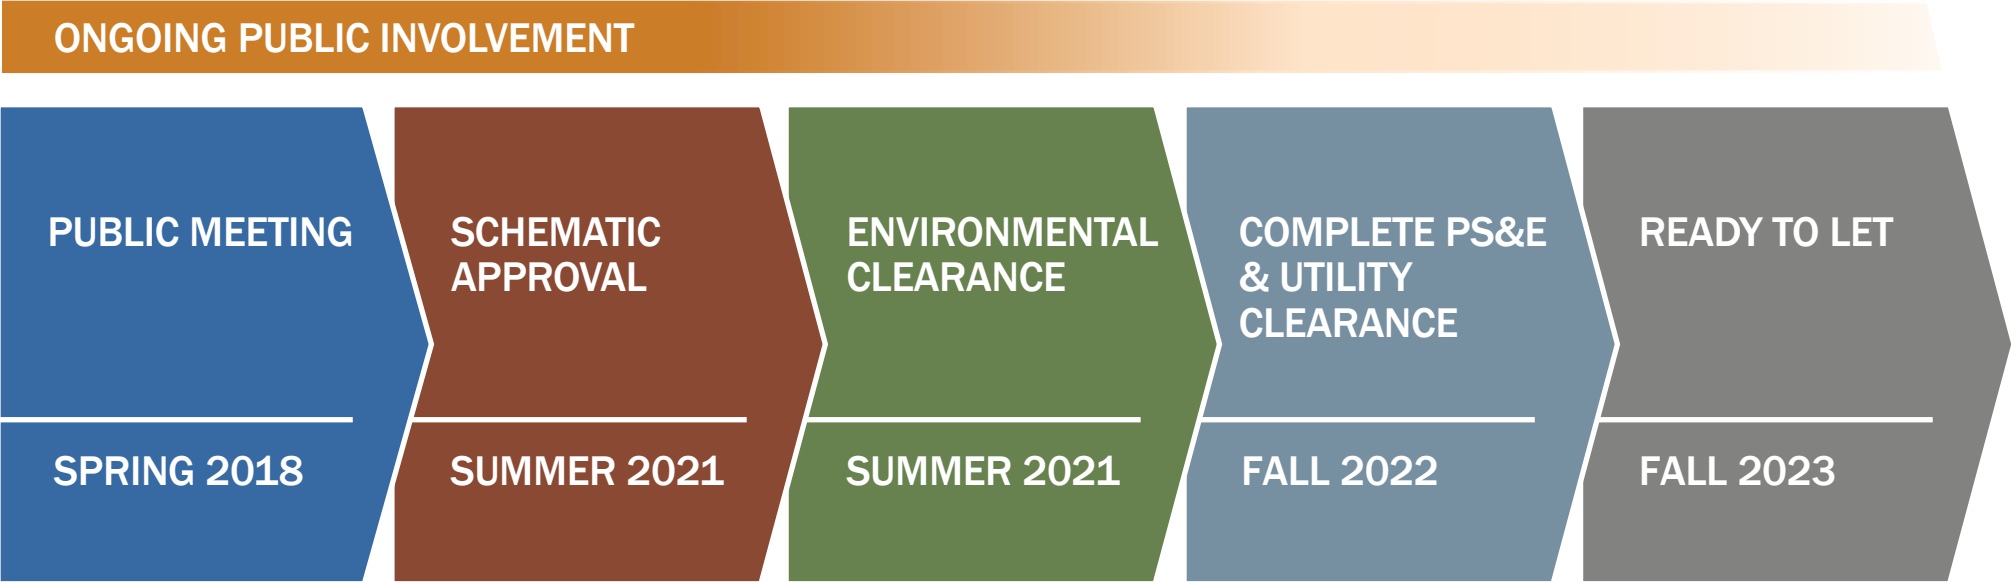 ONGOING PUBLIC INVOLVEMENT
PUBLIC MEETING
SPRING 2018
SCHEMATIC
APPROVAL
SUMMER 2021
ENVIRONMENTAL
CLEARANCE
SUMMER 2021
COMPLETE PS&E
& UTILITY
CLEARANCE
FALL 2022
READY TO LET
FALL 2023